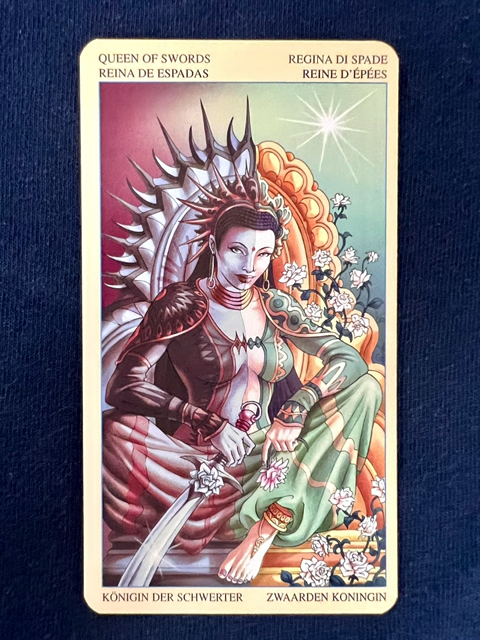 QUEEN OF SWORDS
REINA DE ESPADAS
REGINA DI SPADE
REINE D'ÉPÉES
KÖNIGIN DER SCHWERTER
ZWAARDEN KONINGIN